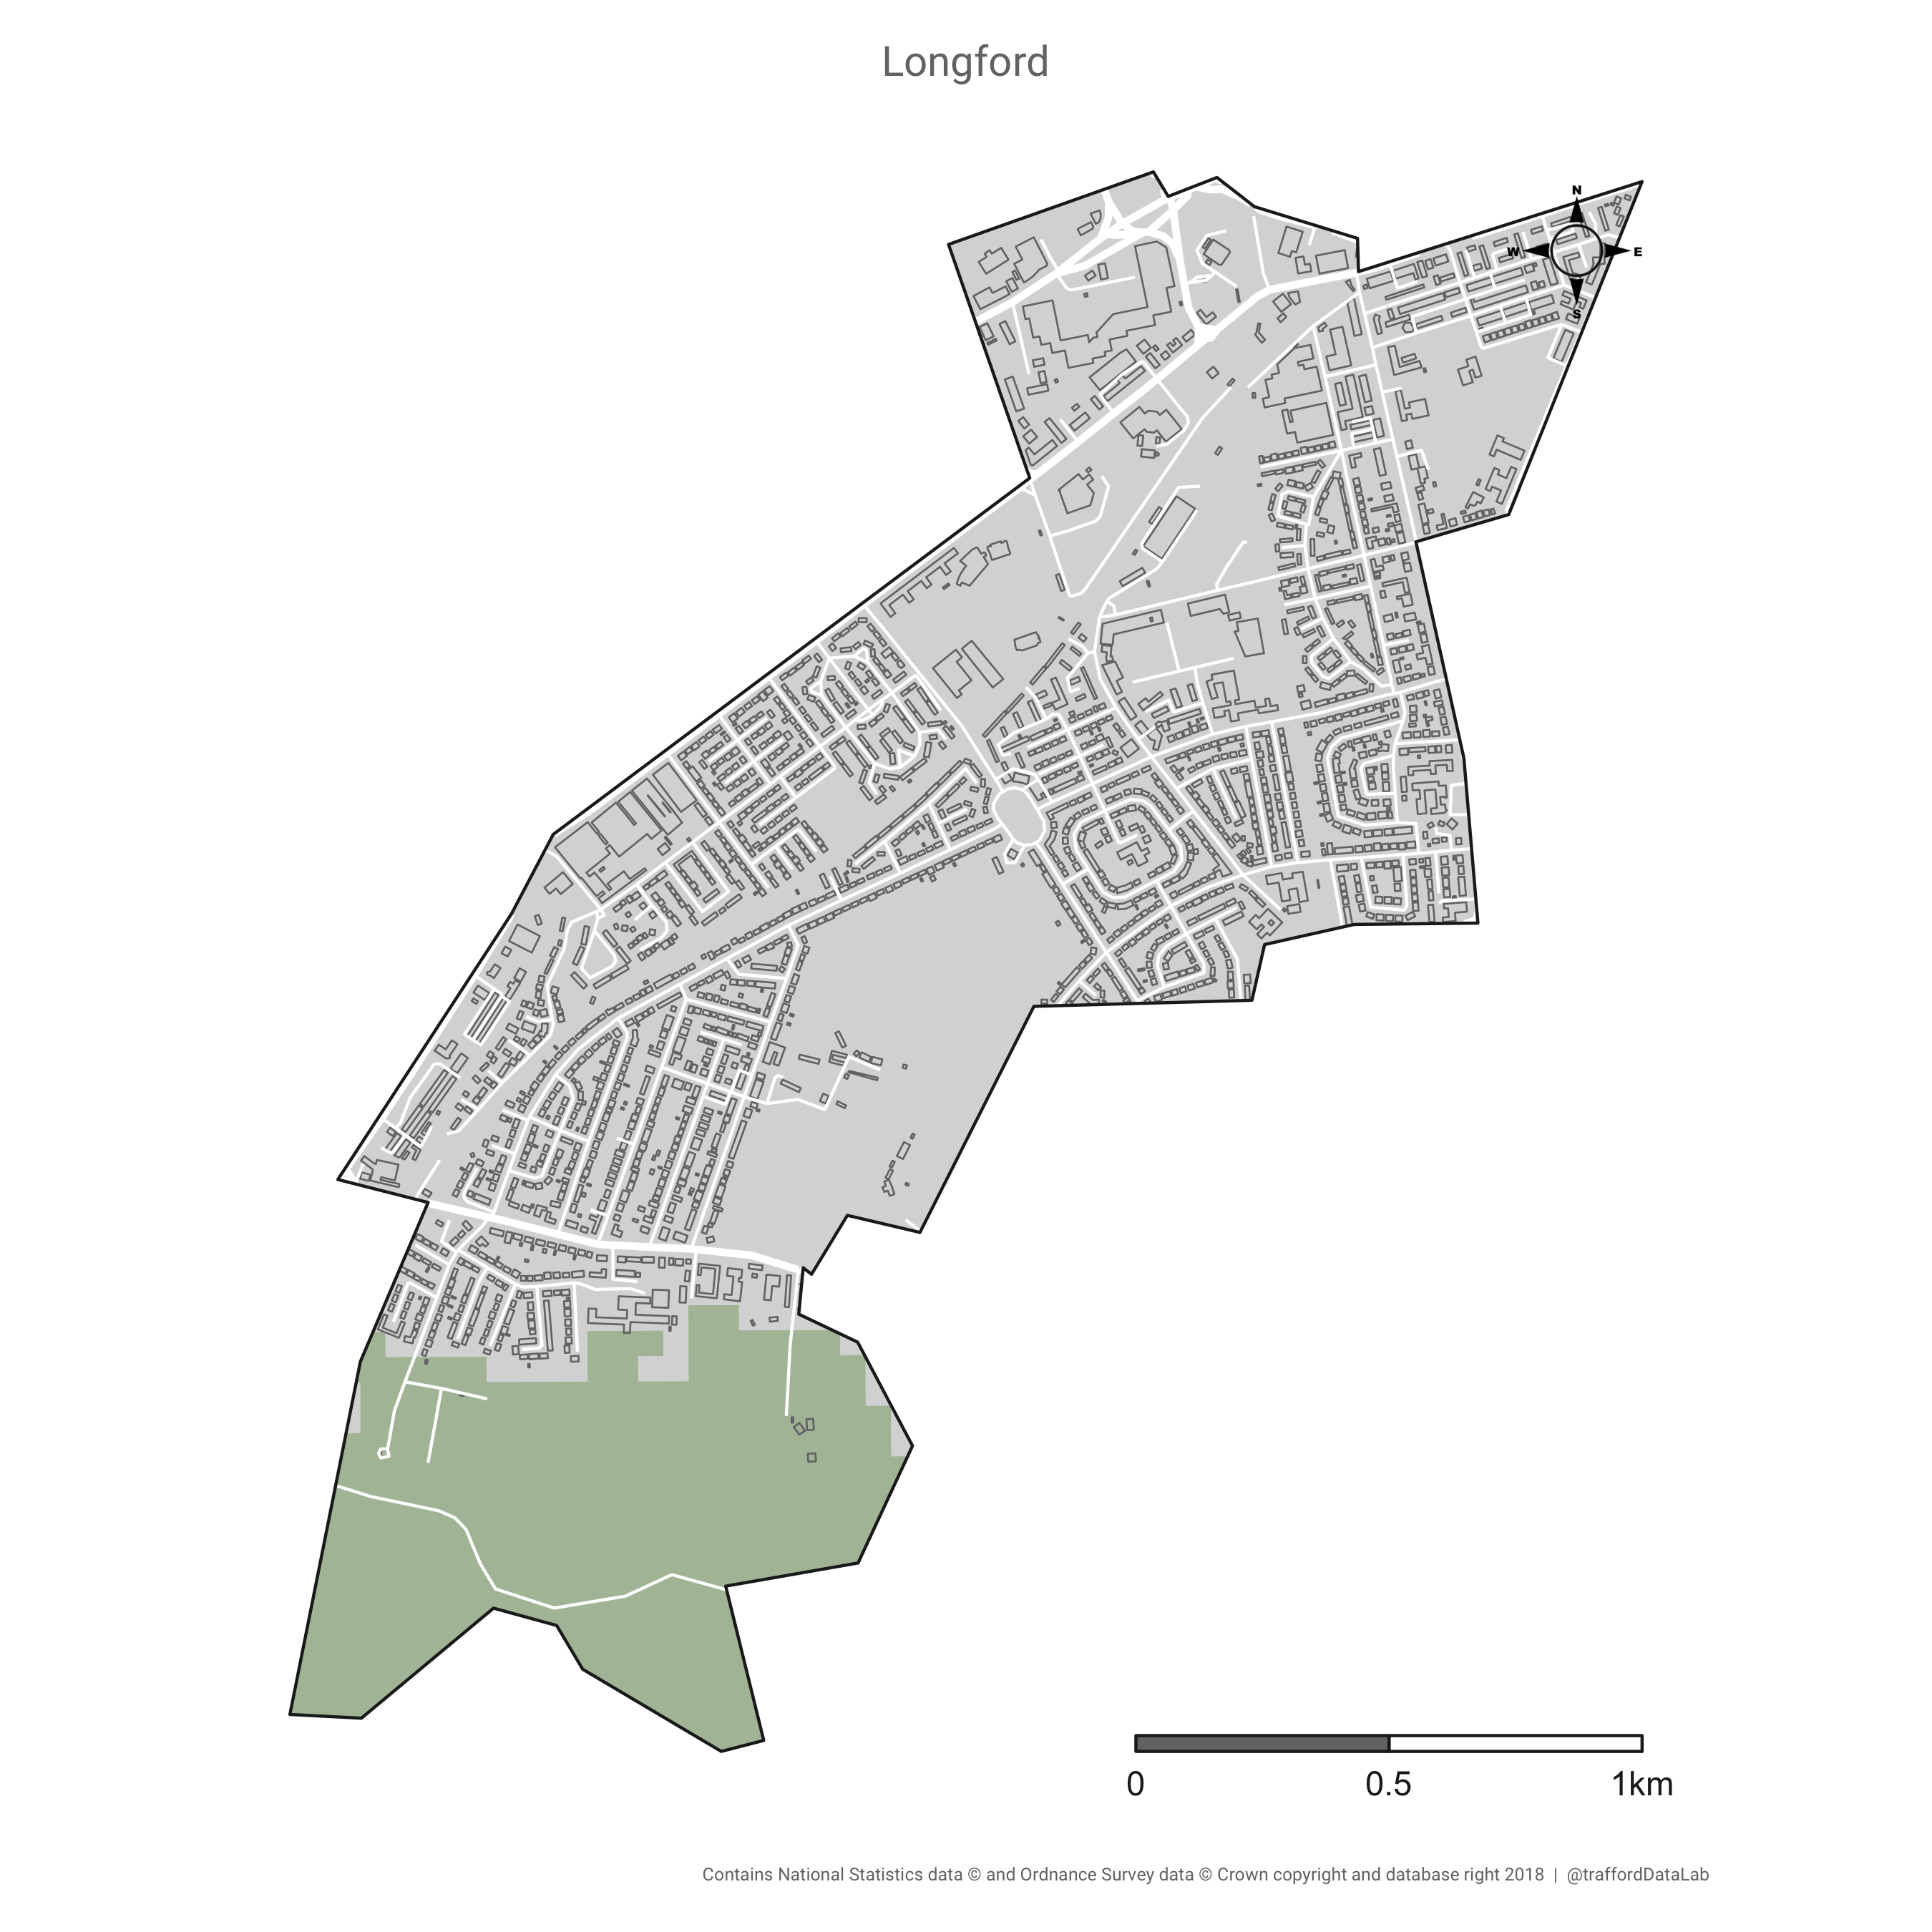 Longford
N
W E
S
0 0.5 1km
Contains National Statistics data © and Ordnance Survey data © Crown copyright and database right 2018 | @traffordDataLab